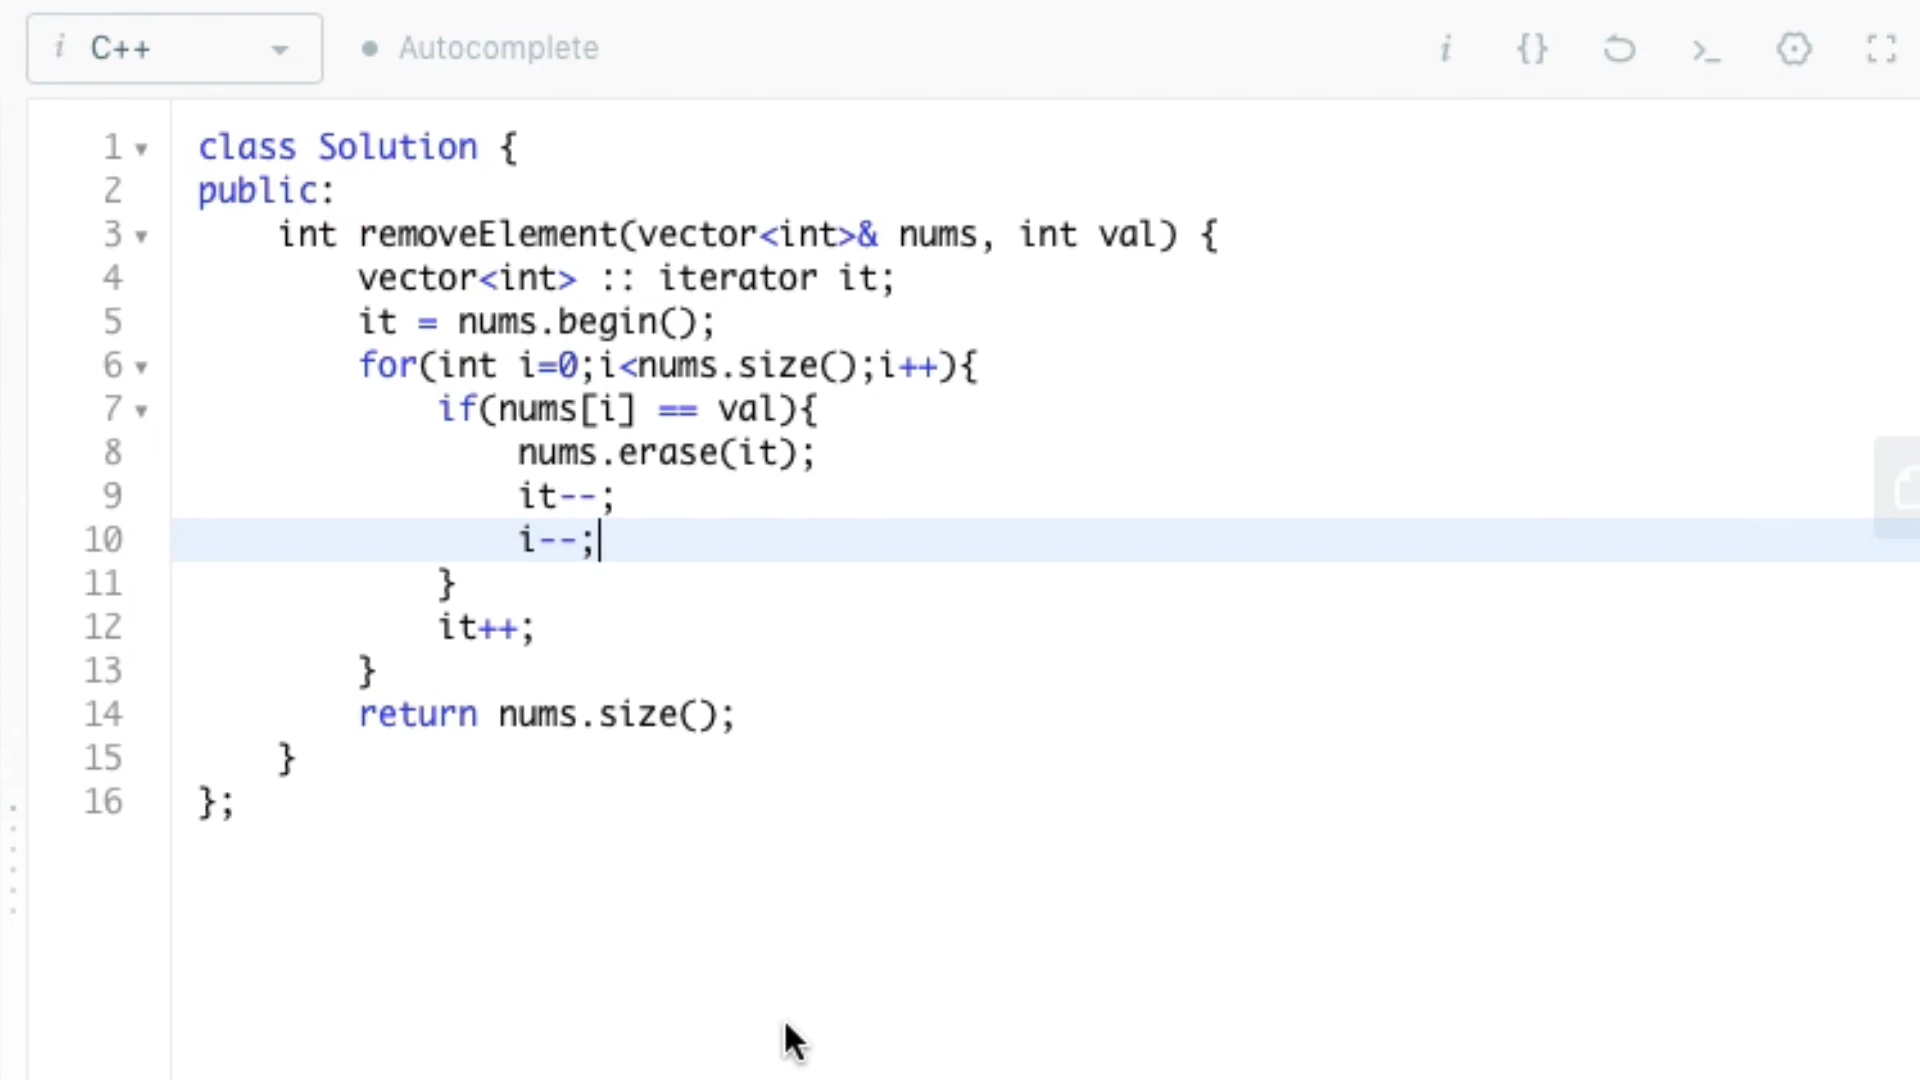 i C++ Autocomplete i {} >_
1 class Solution {
2 public:
3 int removeElement(vector<int>& nums, int val) {
4 vector<int> :: iterator it;
5 it = nums.begin();
6 for(int i=0;i<nums.size();i++){
7 if(nums[i] == val){
8 nums.erase(it);
9 it--;
10 i--;
11 }
12 it++;
13 }
14 return nums.size();
15 }
16 };